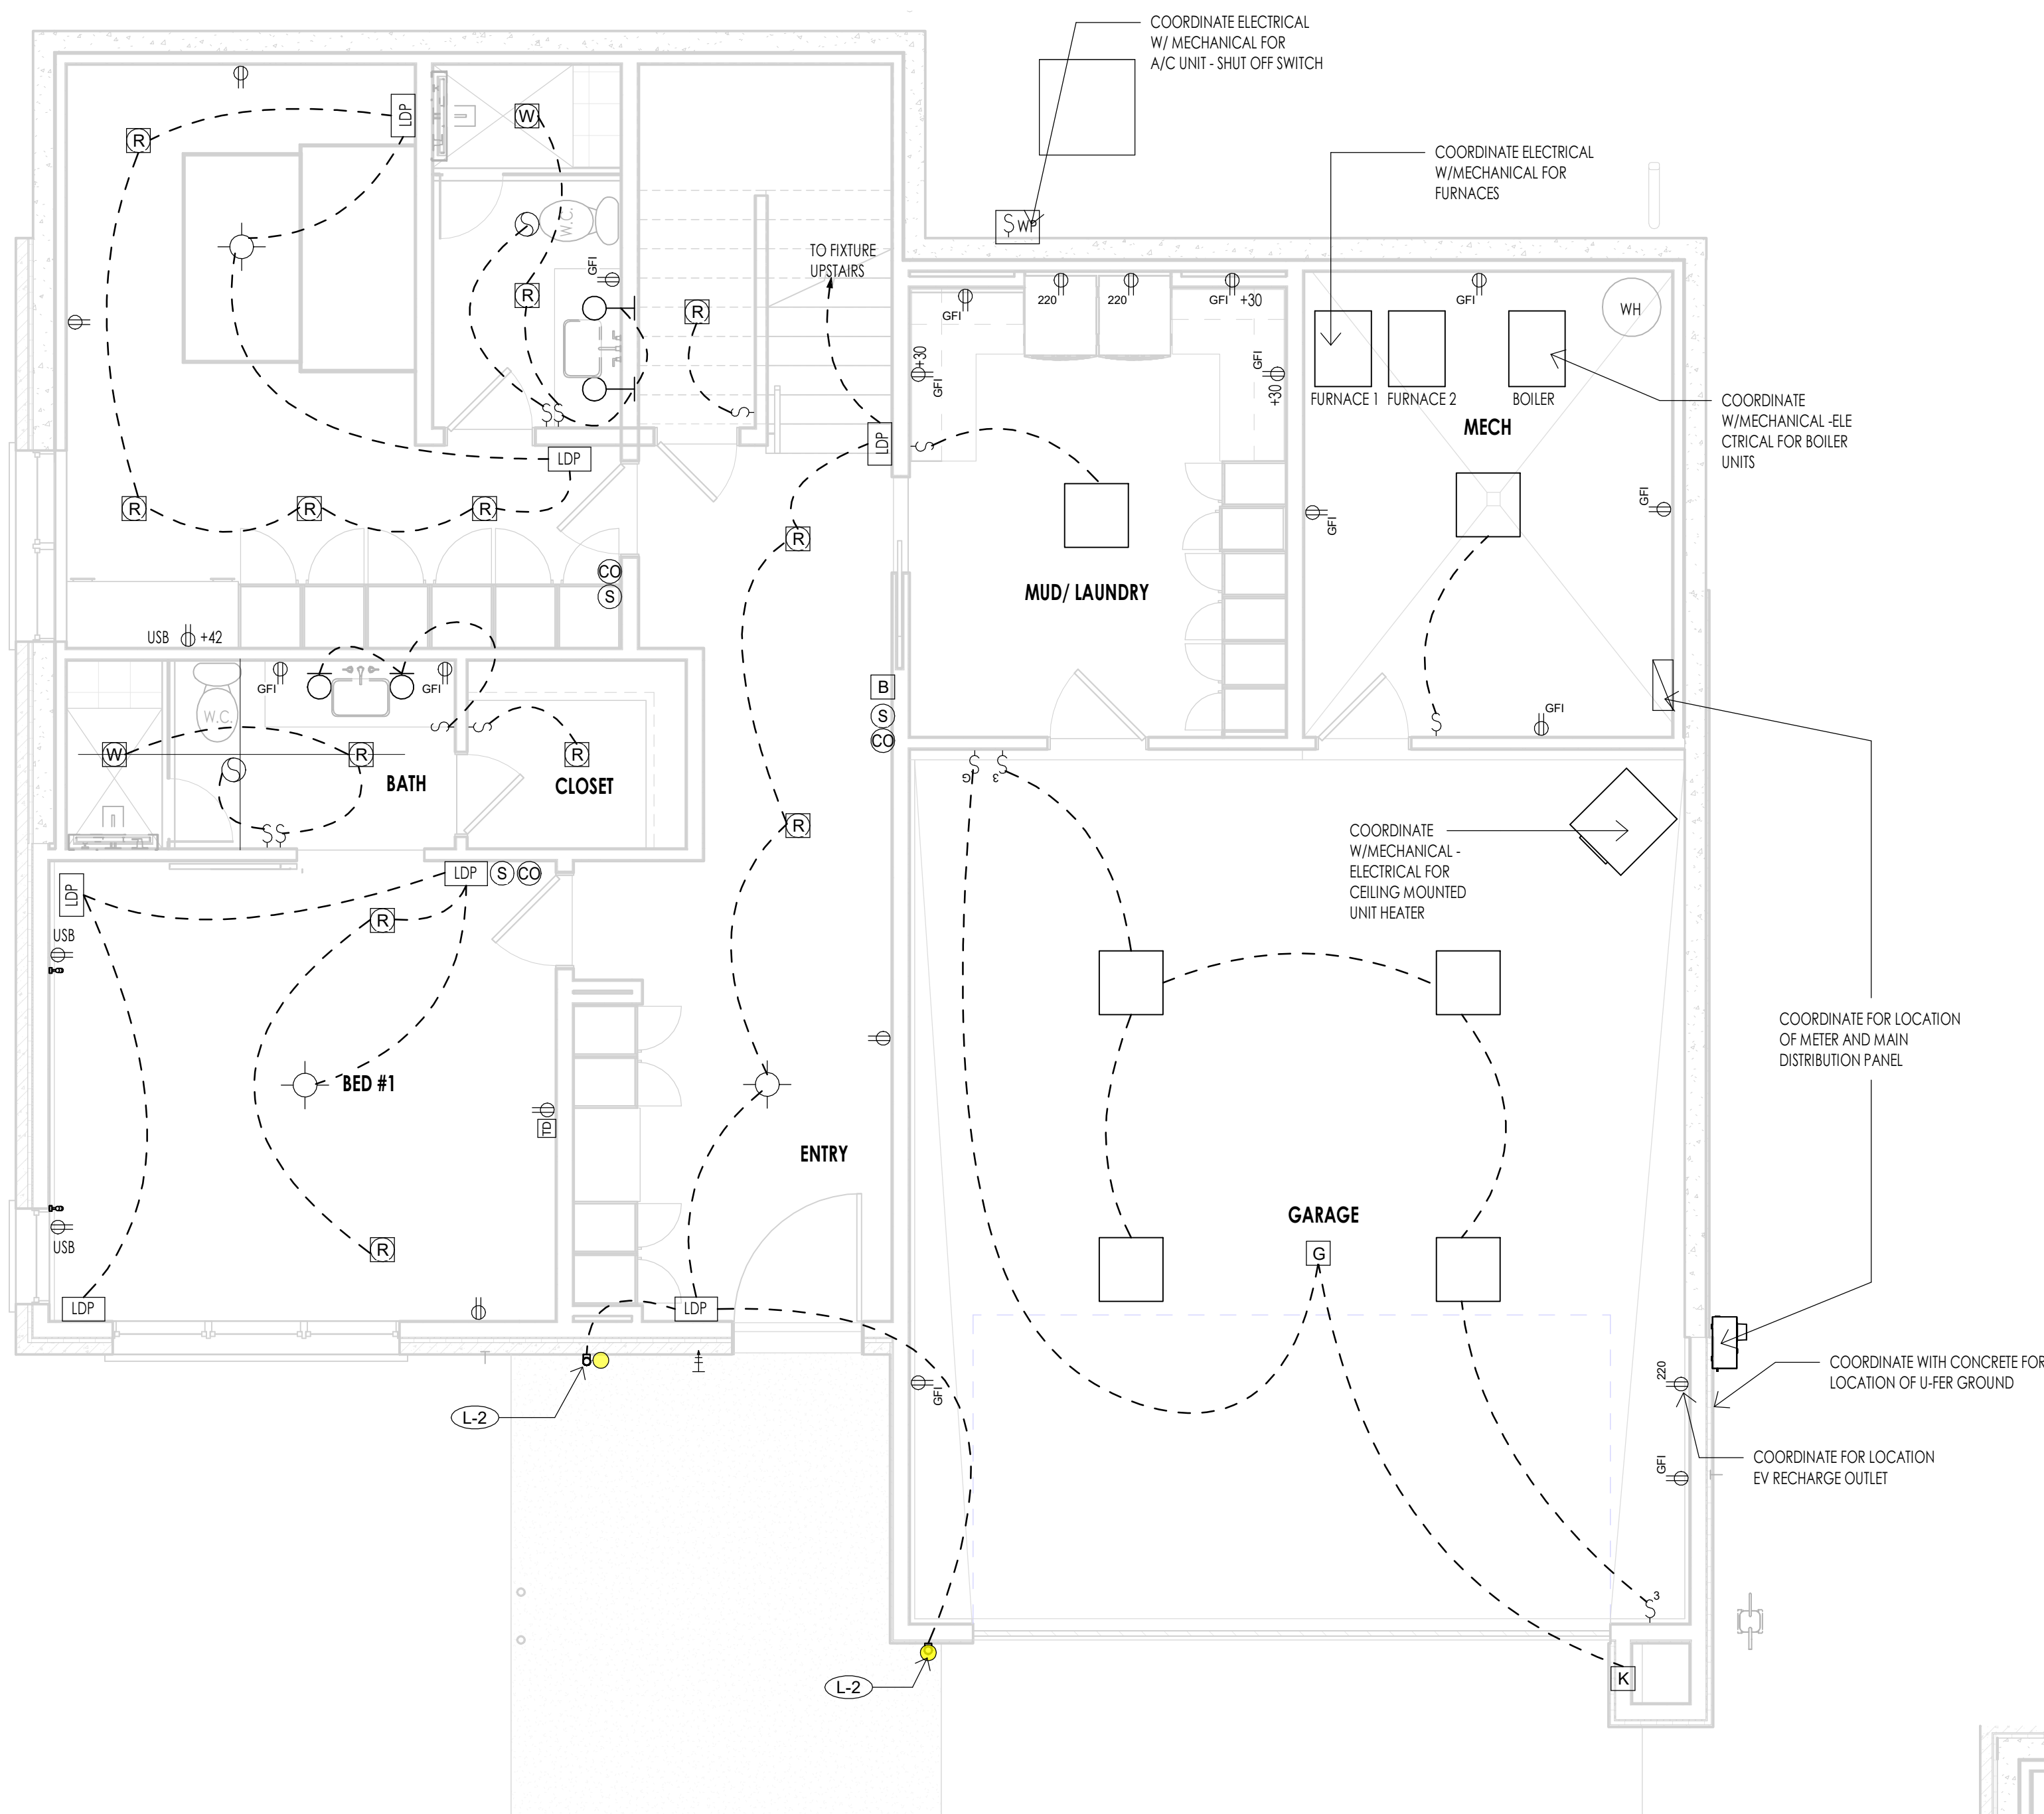 COORDINATE ELECTRICAL
W/ MECHANICAL FOR
A/C UNIT - SHUT OFF SWITCH
LDP
R
W
COORDINATE ELECTRICAL
W/MECHANICAL FOR
FURNACES
W.C.
S WP
TO FIXTURE
UPSTAIRS
GFI
R
R
220
220
GFI
GFI +30
GFI
WH
+30
GFI
GFI
+30
FURNACE 1
FURNACE 2
BOILER
MECH
COORDINATE
W/MECHANICAL -ELE
CTRICAL FOR BOILER
UNITS
S
S
S
S
LDP
LDP
R
R
R
R
GFI
GFI
CO
S
MUD/ LAUNDRY
USB
+42
GFI
GFI
W.C.
S
S
B
S
CO
S
GFI
W
R
R
BATH
CLOSET
S
S
S
G
S
3
LDP
LDP
S
CO
COORDINATE
W/MECHANICAL -
ELECTRICAL FOR
CEILING MOUNTED
UNIT HEATER
R
R
USB
COORDINATE FOR LOCATION
OF METER AND MAIN
DISTRIBUTION PANEL
BED #1
TD
ENTRY
GARAGE
G
USB
R
LDP
LDP
COORDINATE WITH CONCRETE FOR
LOCATION OF U-FER GROUND
220
GFI
L-2
GFI
COORDINATE FOR LOCATION
EV RECHARGE OUTLET
S
3
L-2
K